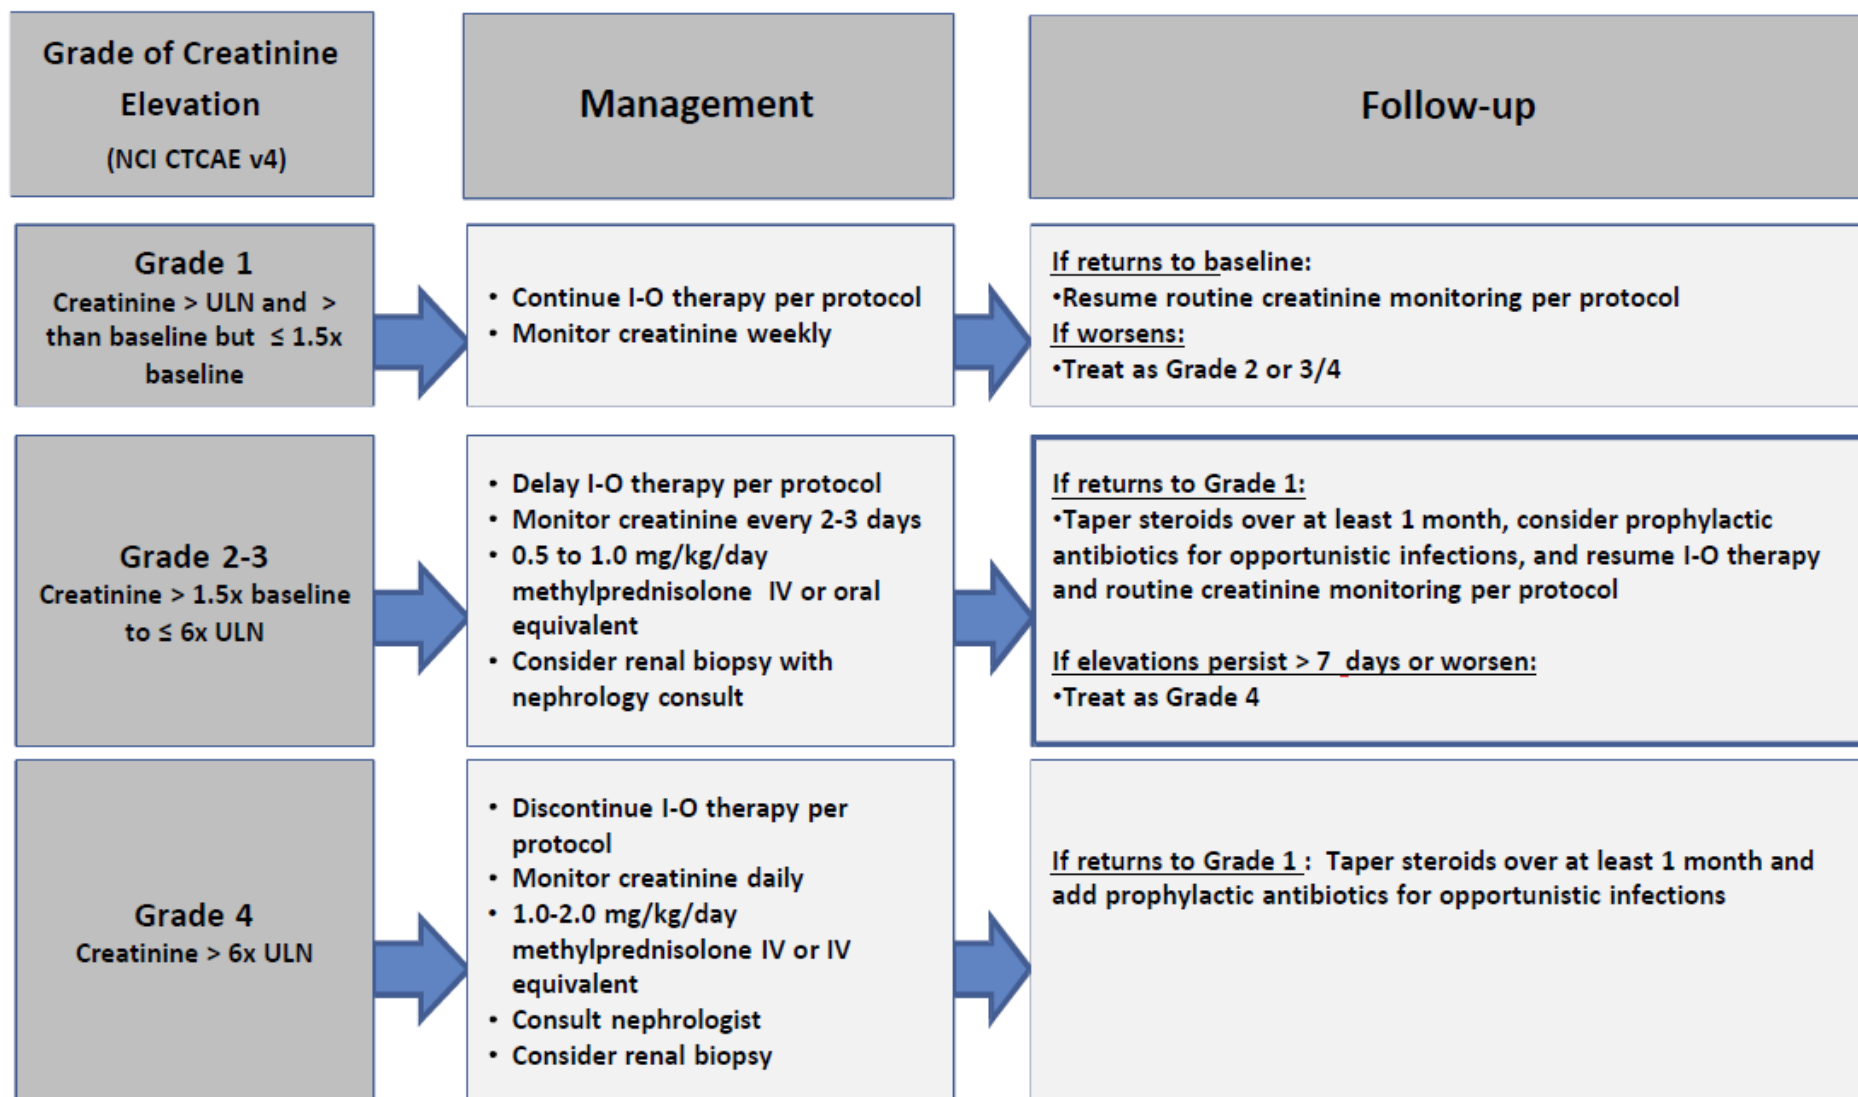 Grade of Creatinine
Elevation
(NCI CTCAE v4)
Management
Follow-up
Grade 1
Creatinine > ULN and >
than baseline but ≤ 1.5x
baseline
• Continue I-O therapy per protocol
• Monitor creatinine weekly
If returns to baseline:
•Resume routine creatinine monitoring per protocol
If worsens:
•Treat as Grade 2 or 3/4
Grade 2-3
Creatinine > 1.5x baseline
to ≤ 6x ULN
• Delay I-O therapy per protocol
• Monitor creatinine every 2-3 days
• 0.5 to 1.0 mg/kg/day
methylprednisolone IV or oral
equivalent
• Consider renal biopsy with
nephrology consult
If returns to Grade 1:
•Taper steroids over at least 1 month, consider prophylactic
antibiotics for opportunistic infections, and resume I-O therapy
and routine creatinine monitoring per protocol
If elevations persist > 7 days or worsen:
•Treat as Grade 4
Grade 4
Creatinine > 6x ULN
• Discontinue I-O therapy per
protocol
• Monitor creatinine daily
• 1.0-2.0 mg/kg/day
methylprednisolone IV or IV
equivalent
• Consult nephrologist
• Consider renal biopsy
If returns to Grade 1 : Taper steroids over at least 1 month and
add prophylactic antibiotics for opportunistic infections